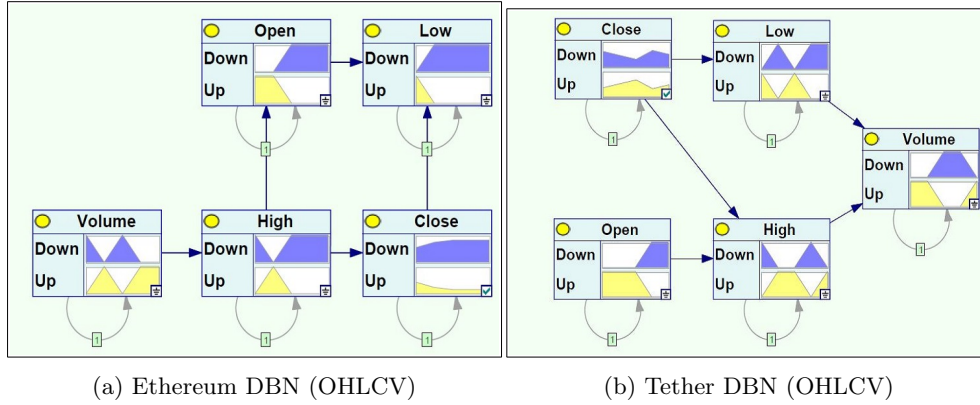 Open
Down
Up
1
Low
Down
Up
1
Volume
Down
Up
1
High
Down
Up
1
Close
Down
Up
1
(a) Ethereum DBN (OHLCV)
Close
Down
Up
1
Low
Down
Up
1
Volume
Down
Up
1
Open
Down
Up
1
High
Down
Up
1
(b) Tether DBN (OHLCV)